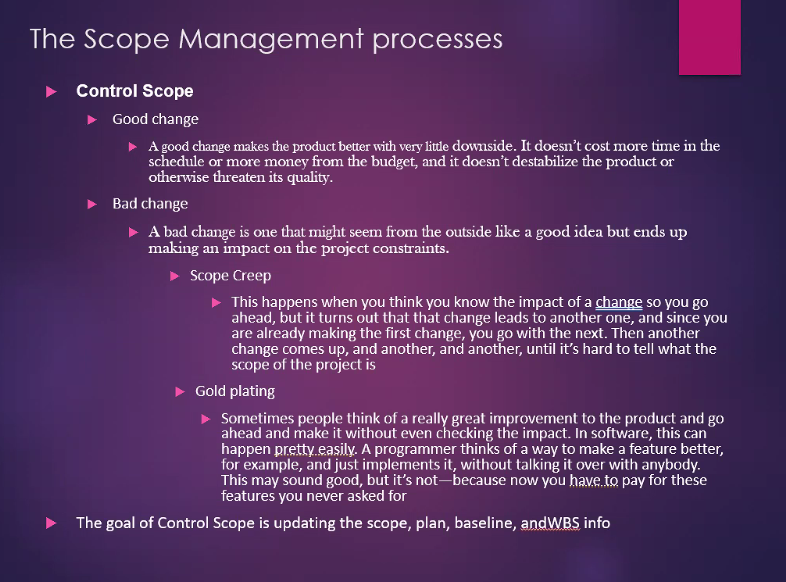 The Scope Management processes
Control Scope
Good change
A good change makes the product better with very little downside. It doesn't cost more time in the
schedule or more money from the budget, and it doesn't destabilize the product or
otherwise threaten its quality.
Bad change
A bad change is one that might seem from the outside like a good idea but ends up
making an impact on the project constraints.
Scope Creep
This happens when you think you know the impact of a change so you go
ahead, but it turns out that that change leads to another one, and since you
are already making the first change, you go with the next. Then another
change comes up, and another, and another, until it's hard to tell what the
scope of the project is
Gold plating
Sometimes people think of a really great improvement to the product and go
ahead and make it without even checking the impact. In software, this can
happen pretty easily. A programmer thinks of a way to make a feature better,
for example, and just implements it, without talking it over with anybody.
This may sound good, but it's not—because now you have to pay for these
features you never asked for
The goal of Control Scope is updating the scope, plan, baseline, andWBS info